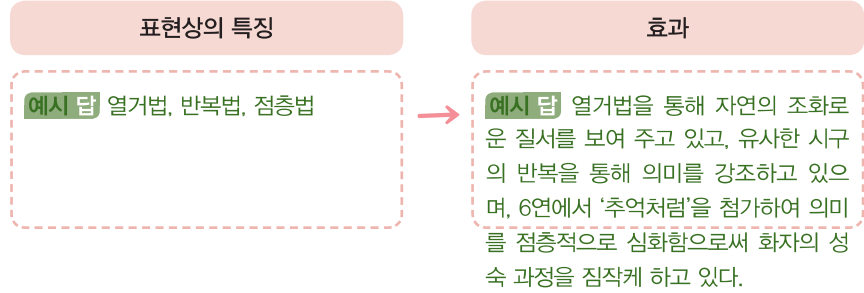 표현상의 특징
효과
예시 답 열거법, 반복법, 점층법
예시 답 열거법을 통해 자연의 조화로
운 질서를 보여 주고 있고, 유사한 시구
의 반복을 통해 의미를 강조하고 있으
며, 6연에서 ‘추억처럼’을 첨가하여 의미
를 점층적으로 심화함으로써 화자의 성
숙 과정을 짐작케 하고 있다.